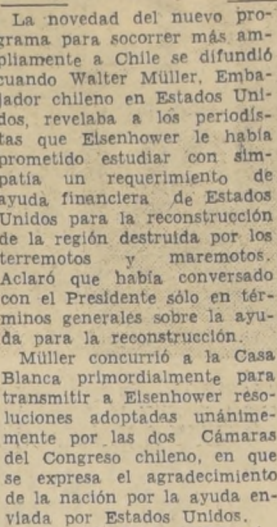 La novedad del nuevo pro-
grama para socorrer más am-
pliamente a Chile se difundió
cuando Walter Müller, Emba-
jador chileno en Estados Uni-
dos, revelaba a los periodis-
tas que Eisenhower le había
prometido estudiar con sim-
patía un requerimiento de
ayuda financiera de Estados
Unidos para la reconstrucción
de la región destruida por los
terremotos y maremotos.
Aclaró que había conversado
con el Presidente sólo en tér-
minos generales sobre la ayu-
da para la reconstrucción.
Müller concurrió a la Casa
Blanca primordialmente para
transmitir a Eisenhower reso-
luciones adoptadas unánime-
mente por las dos Cámaras
del Congreso chileno, en que
se expresa el agradecimiento
de la nación por la ayuda en-
viada por Estados Unidos.